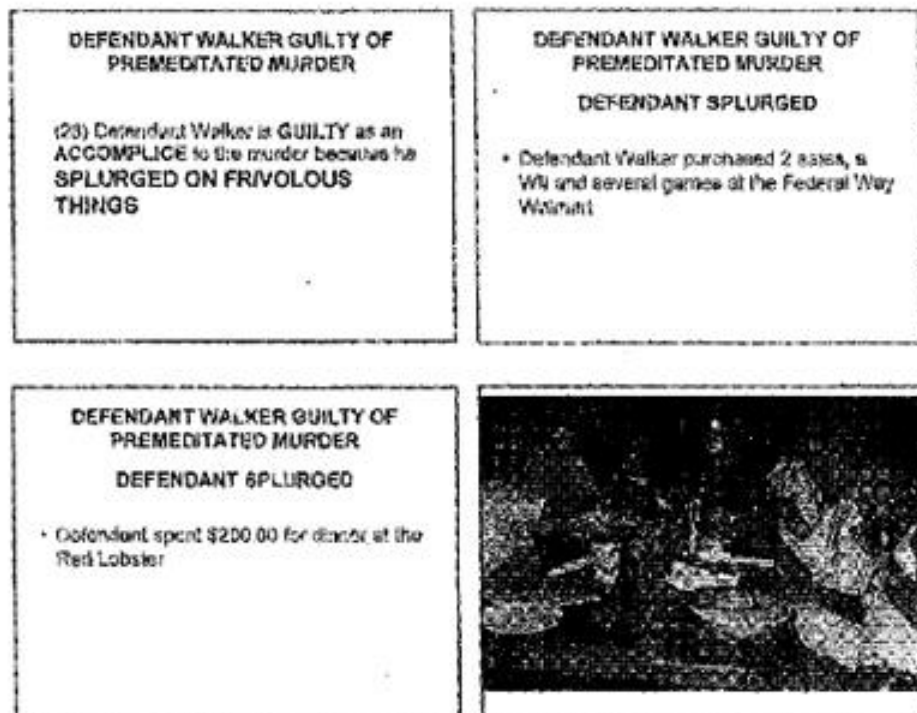 DEFENDANT WALKER GUILTY OF
PREMEDITATED MURDER
(23) Defendant Walker is GUILTY as an
ACCOMPLICE to the murder because he
SPLURGED ON FRIVOLOUS
THINGS
DEFENDANT WALKER GUILTY OF
PREMEDITATED MURDER
DEFENDANT SPLURGED
• Defendant Walker purchased 2 safes, a
Wii and several games at the Federal Way
Walmart
DEFENDANT WALKER GUILTY OF
PREMEDITATED MURDER
DEFENDANT SPLURGED
• Defendant spent $200.00 for dinner at the
Red Lobster